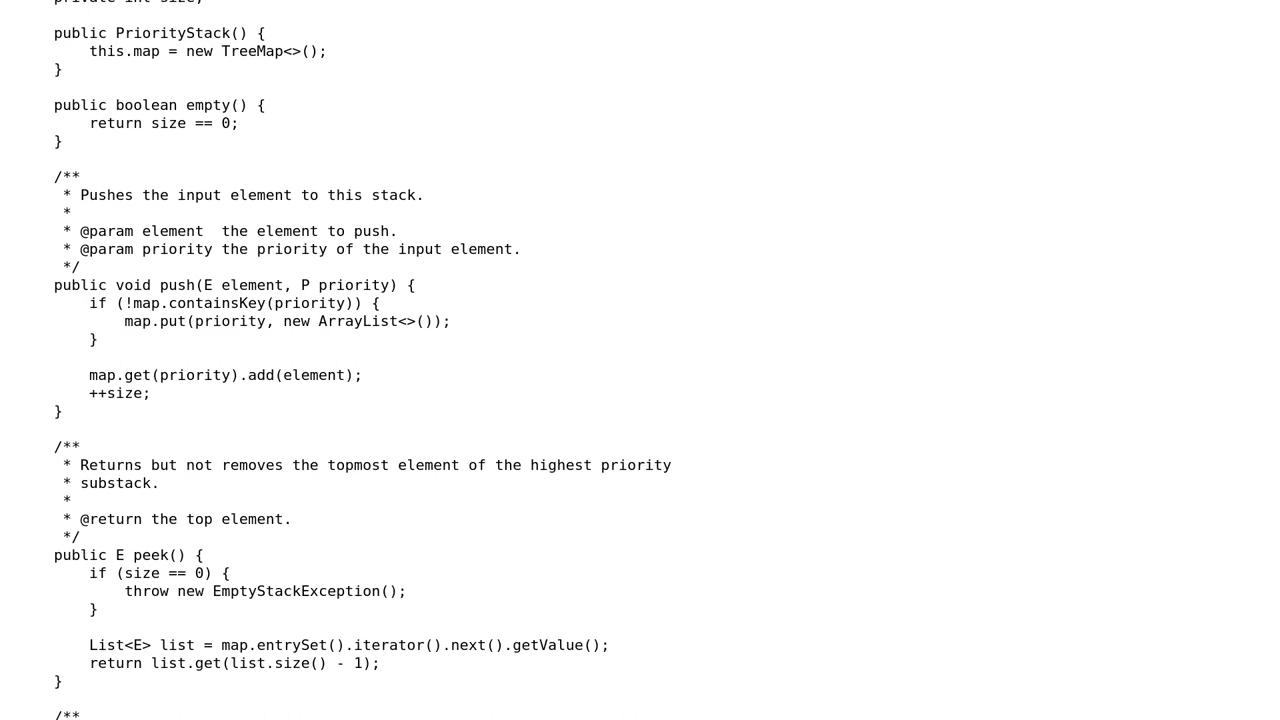 private int size;

    public PriorityStack() {
        this.map = new TreeMap<>();
    }

    public boolean empty() {
        return size == 0;
    }

    /**
     * Pushes the input element to this stack.
     *
     * @param element  the element to push.
     * @param priority the priority of the input element.
     */
    public void push(E element, P priority) {
        if (!map.containsKey(priority)) {
            map.put(priority, new ArrayList<>());
        }

        map.get(priority).add(element);
        ++size;
    }

    /**
     * Returns but not removes the topmost element of the highest priority
     * substack.
     *
     * @return the top element.
     */
    public E peek() {
        if (size == 0) {
            throw new EmptyStackException();
        }

        List<E> list = map.entrySet().iterator().next().getValue();
        return list.get(list.size() - 1);
    }

    /**